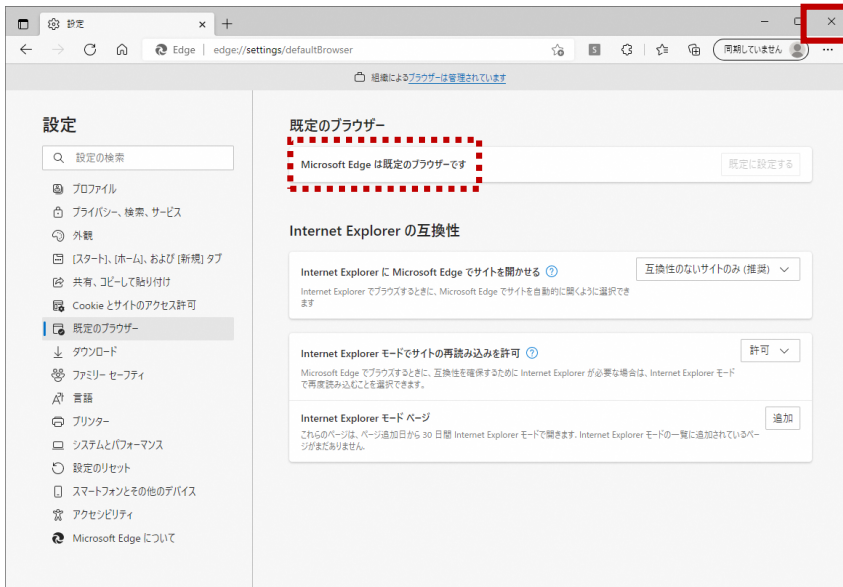 設定
Edge edge://settings/defaultBrowser
同期していません
組織によるブラウザーは管理されています
設定
設定の検索
プロファイル
プライバシー、検索、サービス
外観
[スタート]、[ホーム]、および [新規] タブ
共有、コピーして貼り付け
Cookie とサイトのアクセス許可
既定のブラウザー
ダウンロード
ファミリー セーフティ
言語
プリンター
システムとパフォーマンス
設定のリセット
スマートフォンとその他のデバイス
アクセシビリティ
Microsoft Edge について
既定のブラウザー
Microsoft Edge は既定のブラウザーです
既定に設定する
Internet Explorer の互換性
Internet Explorer に Microsoft Edge でサイトを開かせる
互換性のないサイトのみ (推奨)
Internet Explorer でブラウズするときに、Microsoft Edge でサイトを自動的に開くように選択でき
ます
Internet Explorer モードでサイトの再読み込みを許可
許可
Microsoft Edge でブラウズするときに、互換性を確保するために Internet Explorer が必要な場合は、Internet Explorer モード
で再度読み込むことを選択できます。
Internet Explorer モード ページ
追加
これらのページは、ページ追加日から 30 日間 Internet Explorer モードで開きます. Internet Explorer モードの一覧に追加されているペー
ジがまだありません.